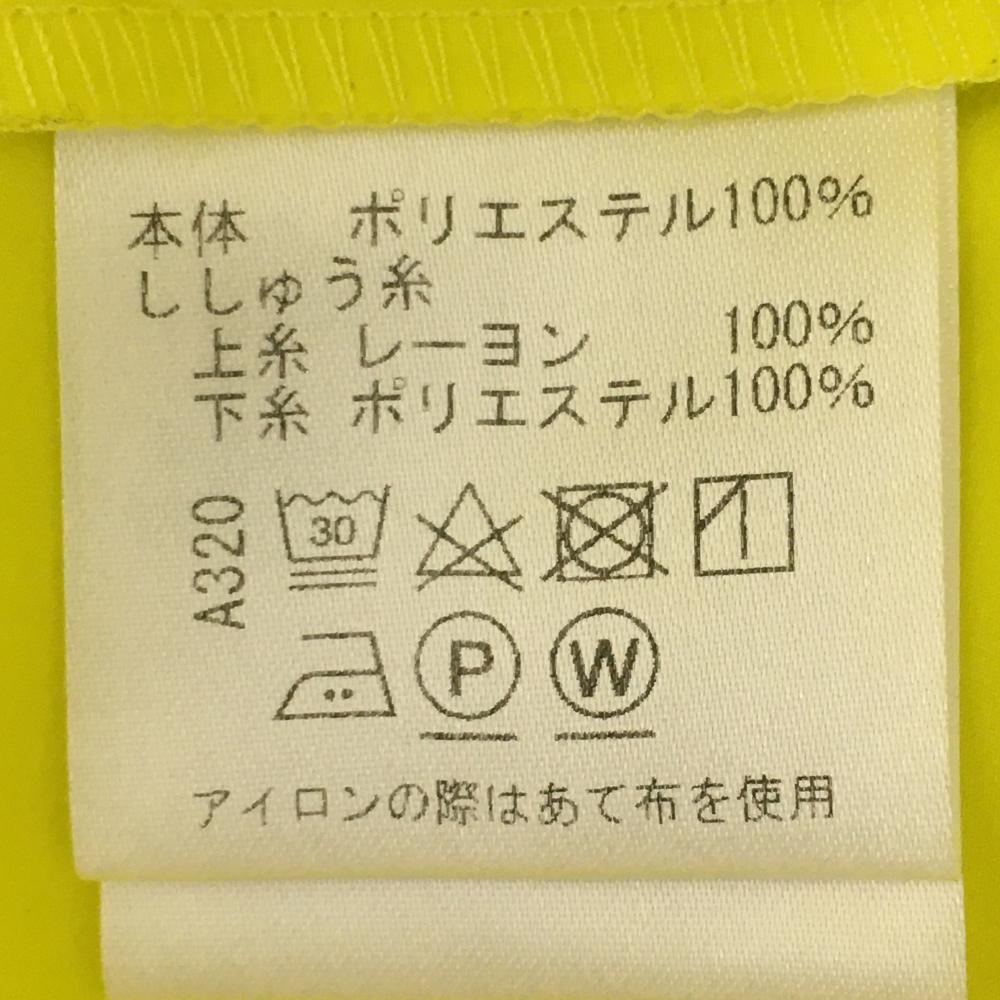 本体 ポリエステル100%
ししゅう糸
上糸 レーヨン 100%
下糸 ポリエステル100%
A320
30
P W
アイロンの際はあて布を使用